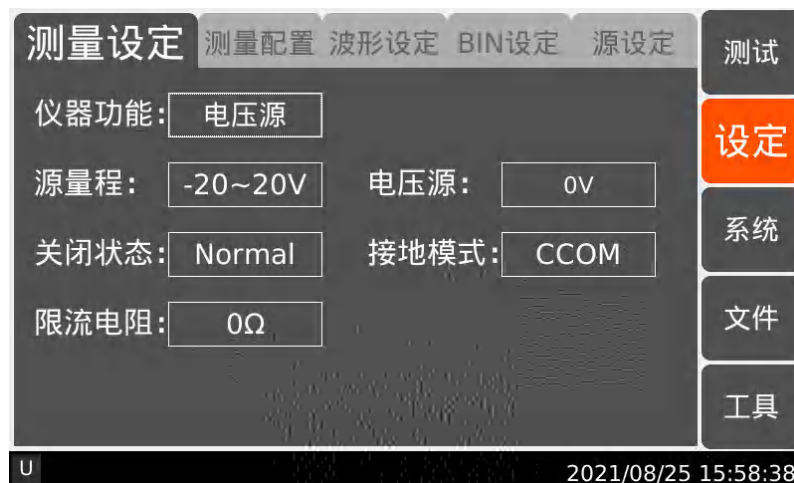 测量设定 测量配置 波形设定 BIN设定 源设定
仪器功能: 电压源
源量程: -20~20V 电压源: 0V
关闭状态: Normal 接地模式: CCOM
限流电阻: 0Ω
测试
设定
系统
文件
工具
U 2021/08/25 15:58:38